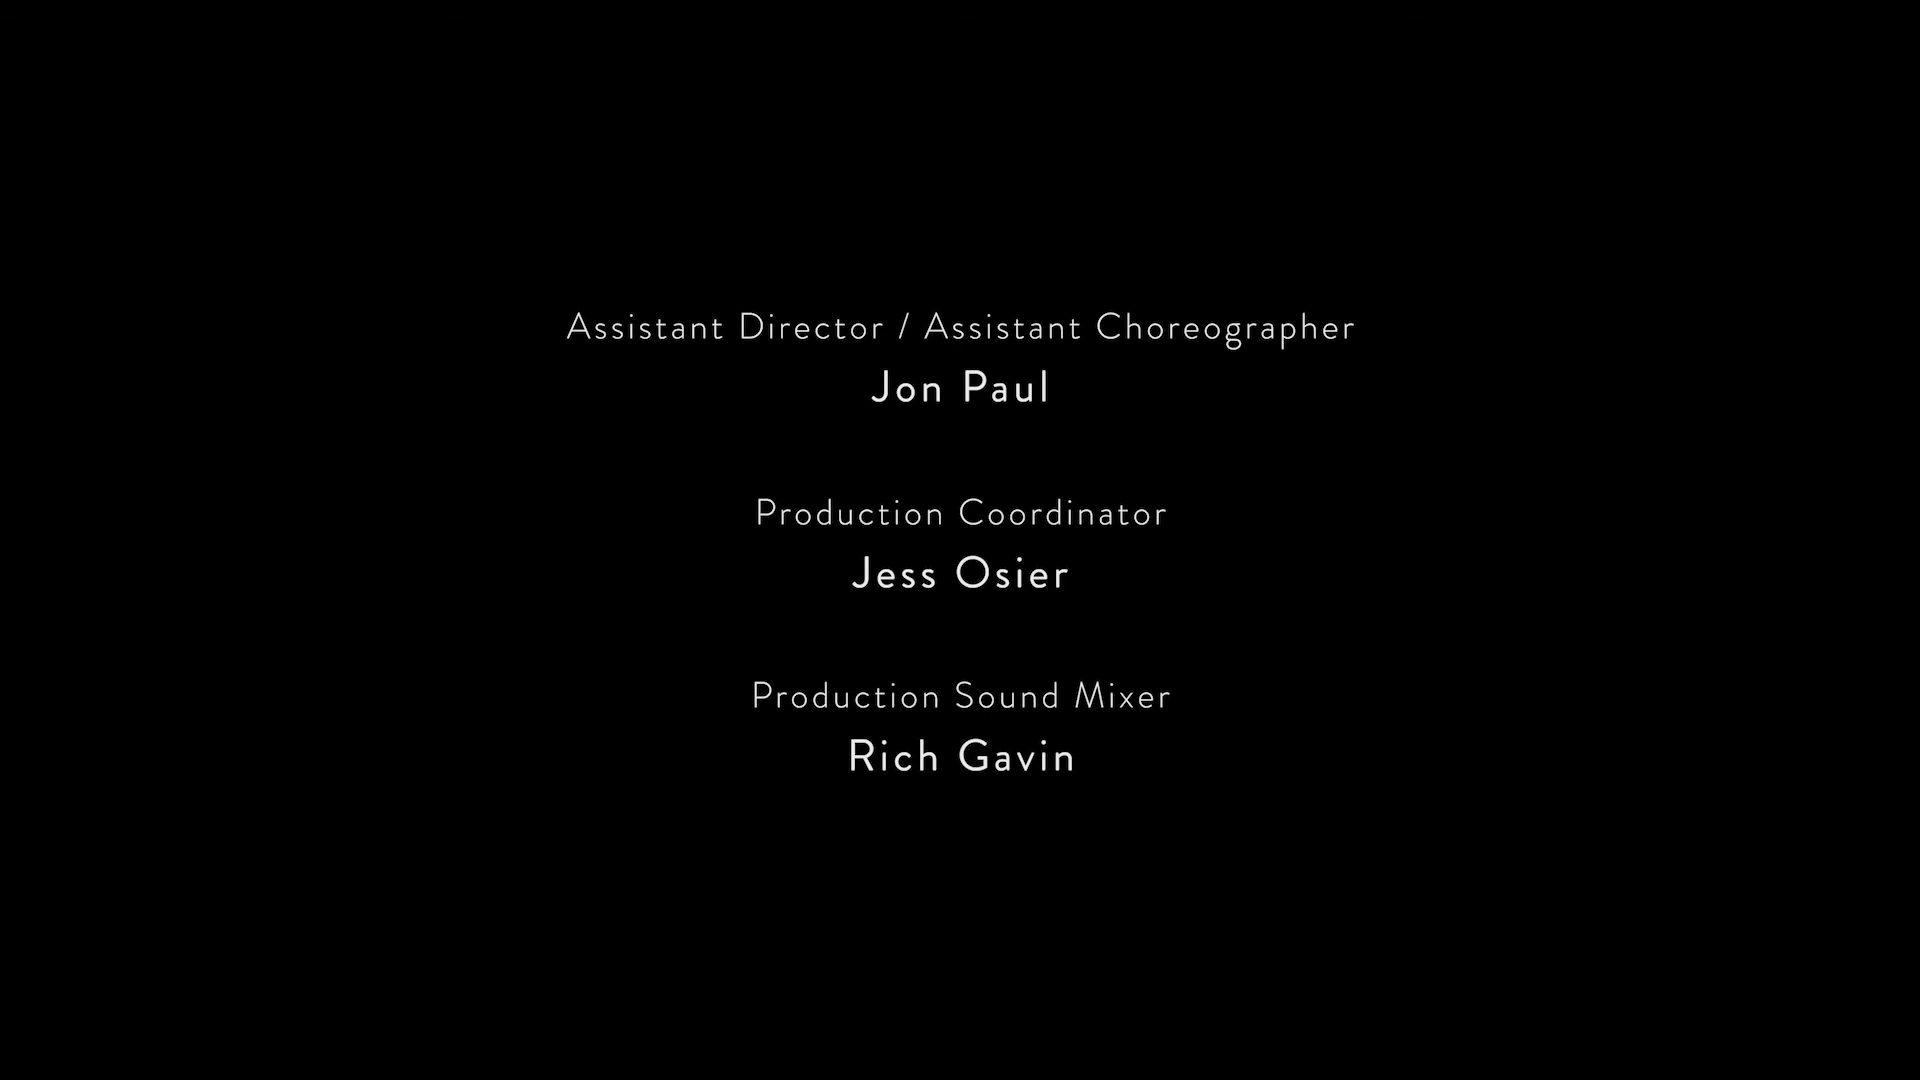 Assistant Director / Assistant Choreographer
Jon Paul
Production Coordinator
Jess Osier
Production Sound Mixer
Rich Gavin